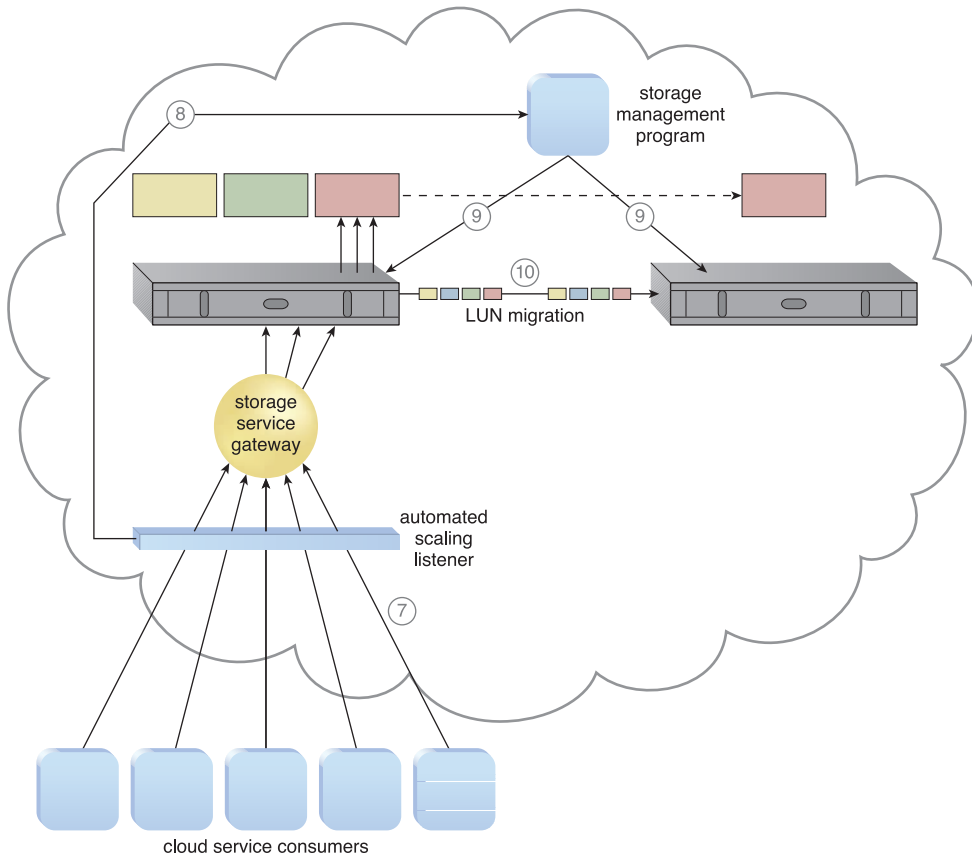 8
storage
management
program
9
9
10
LUN migration
storage
service
gateway
automated
scaling
listener
7
cloud service consumers